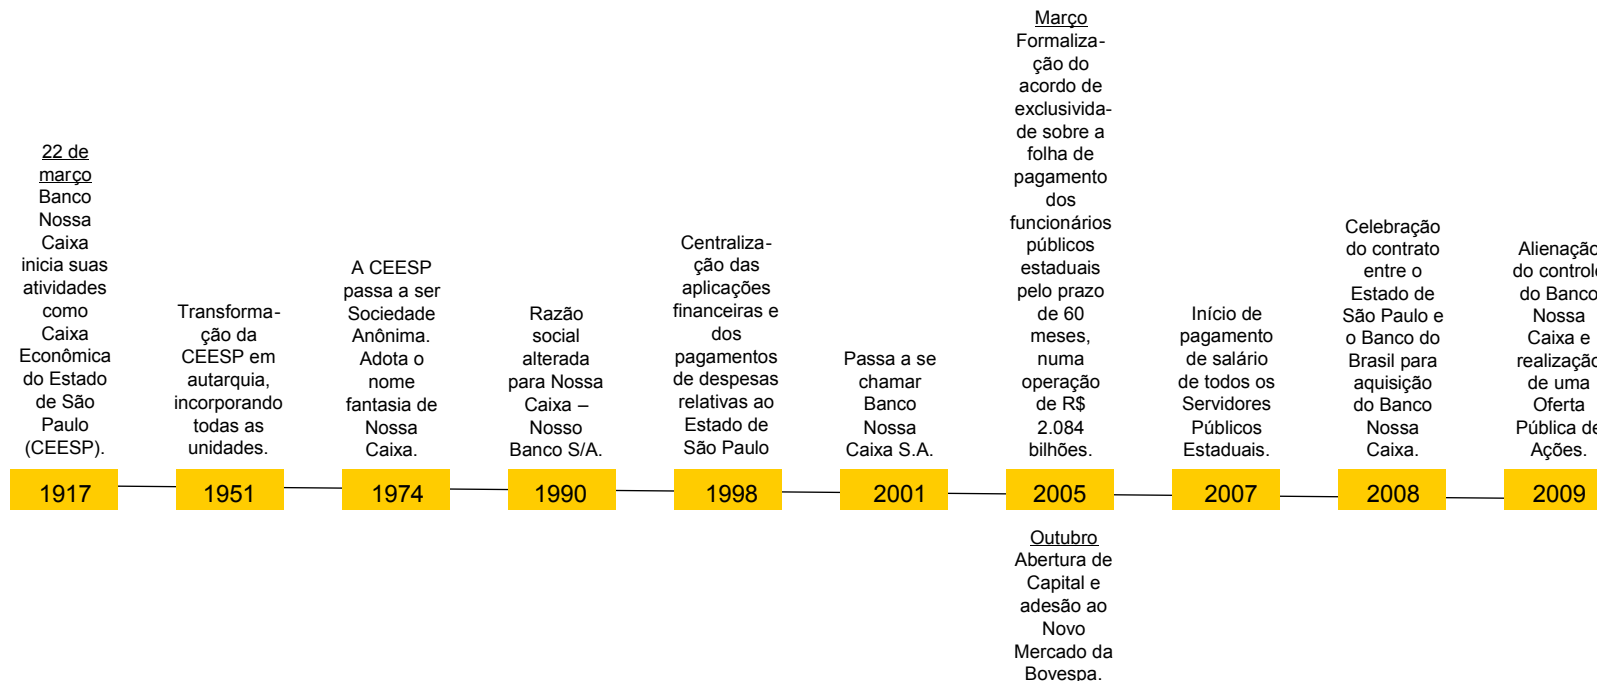 22 de
março
Banco
Nossa
Caixa
inicia suas
atividades
como
Caixa
Econômica
do Estado
de São
Paulo
(CEESP).
1917
Transforma-
ção da
CEESP em
autarquia,
incorporando
todas as
unidades.
1951
A CEESP
passa a ser
Sociedade
Anônima.
Adota o
nome
fantasia de
Nossa
Caixa.
1974
Razão
social
alterada
para Nossa
Caixa –
Nosso
Banco S/A.
1990
Centraliza-
ção das
aplicações
financeiras e
dos
pagamentos
de despesas
relativas ao
Estado de
São Paulo
1998
Passa a se
chamar
Banco
Nossa
Caixa S.A.
2001
Março
Formaliza-
ção do
acordo de
exclusivida-
de sobre a
folha de
pagamento
dos
funcionários
públicos
estaduais
pelo prazo
de 60
meses,
numa
operação
de R$
2.084
bilhões.
2005
Outubro
Abertura de
Capital e
adesão ao
Novo
Mercado da
Bovespa.
Início de
pagamento
de salário
de todos os
Servidores
Públicos
Estaduais.
2007
Celebração
do contrato
entre o
Estado de
São Paulo e
o Banco do
Brasil para
aquisição
do Banco
Nossa
Caixa.
2008
Alienação
do controle
do Banco
Nossa
Caixa e
realização
de uma
Oferta
Pública de
Ações.
2009